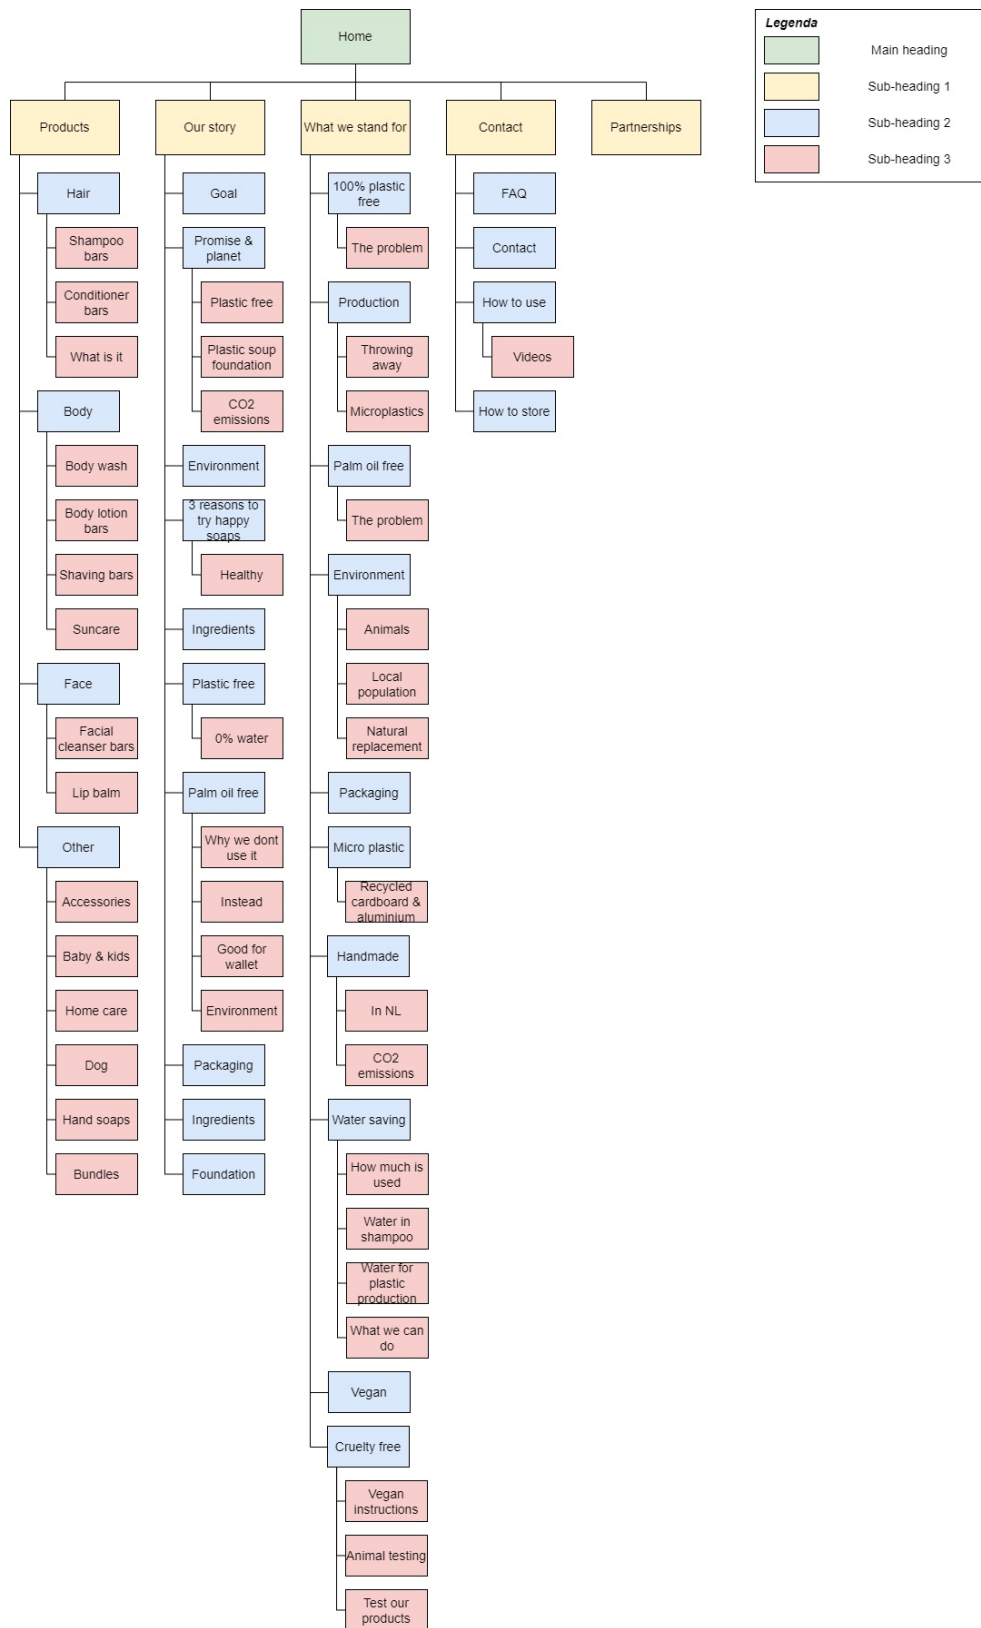 Home
Legenda
Main heading
Sub-heading 1
Sub-heading 2
Sub-heading 3
Products
Our story
What we stand for
Contact
Partnerships
Hair
Shampoo
bars
Conditioner
bars
What is it
Body
Body wash
Body lotion
bars
Shaving bars
Suncare
Face
Facial
cleanser bars
Lip balm
Other
Accessories
Baby & kids
Home care
Dog
Hand soaps
Bundles
Goal
Promise &
planet
Plastic free
Plastic soup
foundation
CO2
emissions
Environment
3 reasons to
try happy
soaps
Healthy
Ingredients
Plastic free
0% water
Palm oil free
Why we dont
use it
Instead
Good for
wallet
Environment
Packaging
Ingredients
Foundation
100% plastic
free
The problem
Production
Throwing
away
Microplastics
Palm oil free
The problem
Environment
Animals
Local
population
Natural
replacement
Packaging
Micro plastic
Recycled
cardboard &
aluminium
Handmade
In NL
CO2
emissions
Water saving
How much is
used
Water in
shampoo
Water for
plastic
production
What we can
do
Vegan
Cruelty free
Vegan
instructions
Animal testing
Test our
products
FAQ
Contact
How to use
Videos
How to store